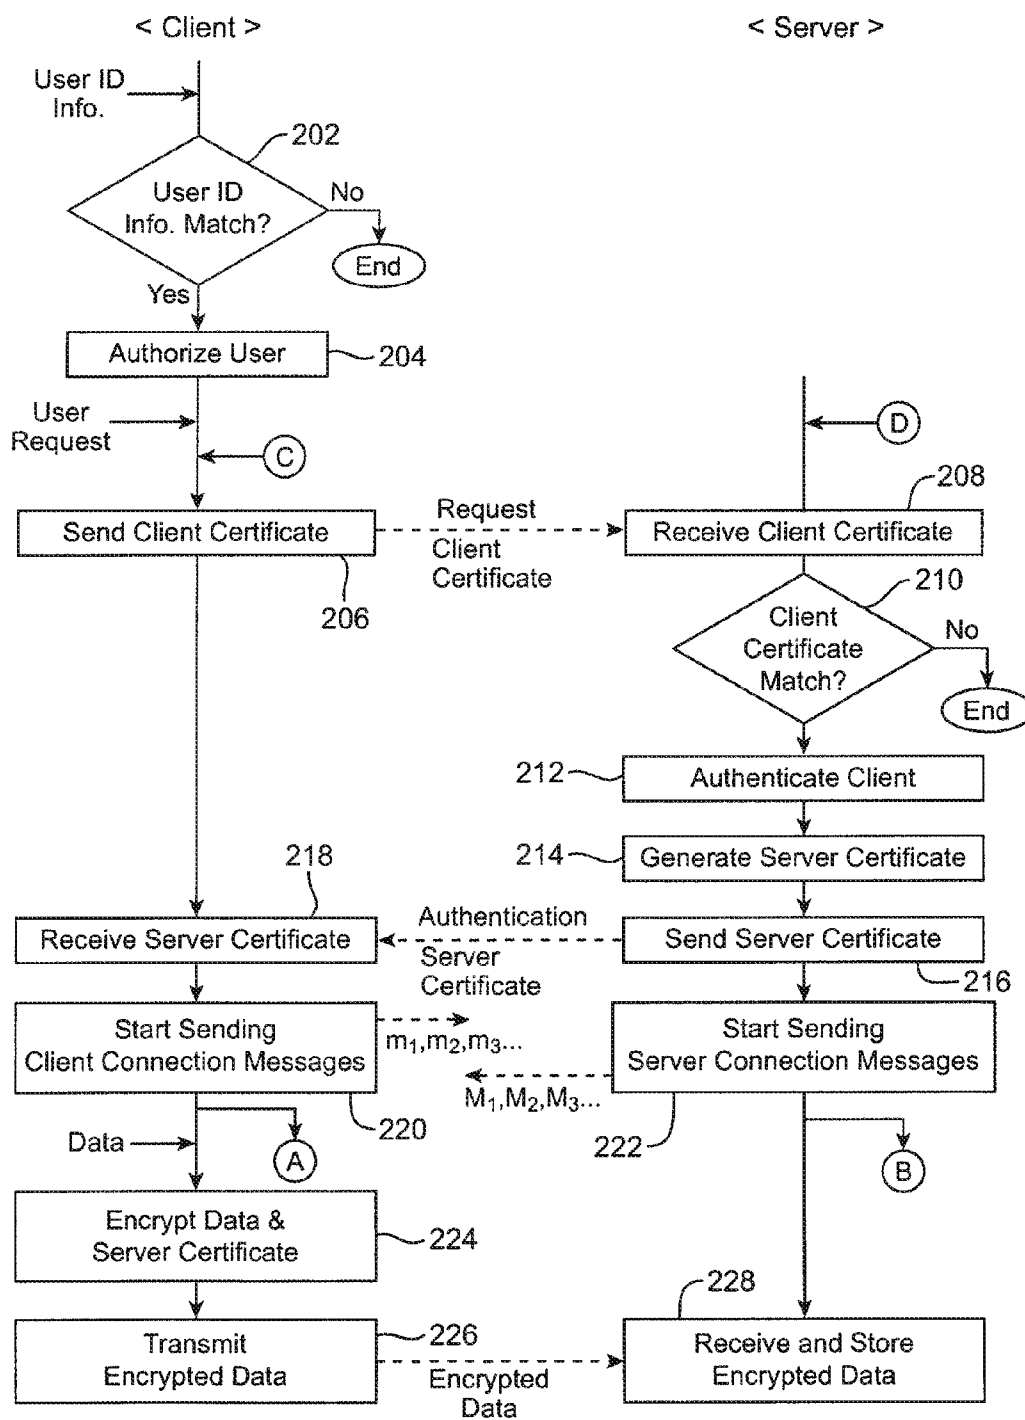 < Client >
< Server >
User ID
Info.
202
User ID
Info. Match?
No
End
Yes
Authorize User
204
User
Request
C
D
208
Send Client Certificate
Request
Client
Certificate
Receive Client Certificate
206
210
Client
Certificate
Match?
No
End
212
Authenticate Client
214
Generate Server Certificate
218
Receive Server Certificate
Authentication
Server
Certificate
Send Server Certificate
216
Start Sending
Client Connection Messages
m1,m2,m3...
Start Sending
Server Connection Messages
M1,M2,M3...
220
222
Data
A
B
Encrypt Data &
Server Certificate
224
228
Transmit
Encrypted Data
226
Encrypted
Data
Receive and Store
Encrypted Data